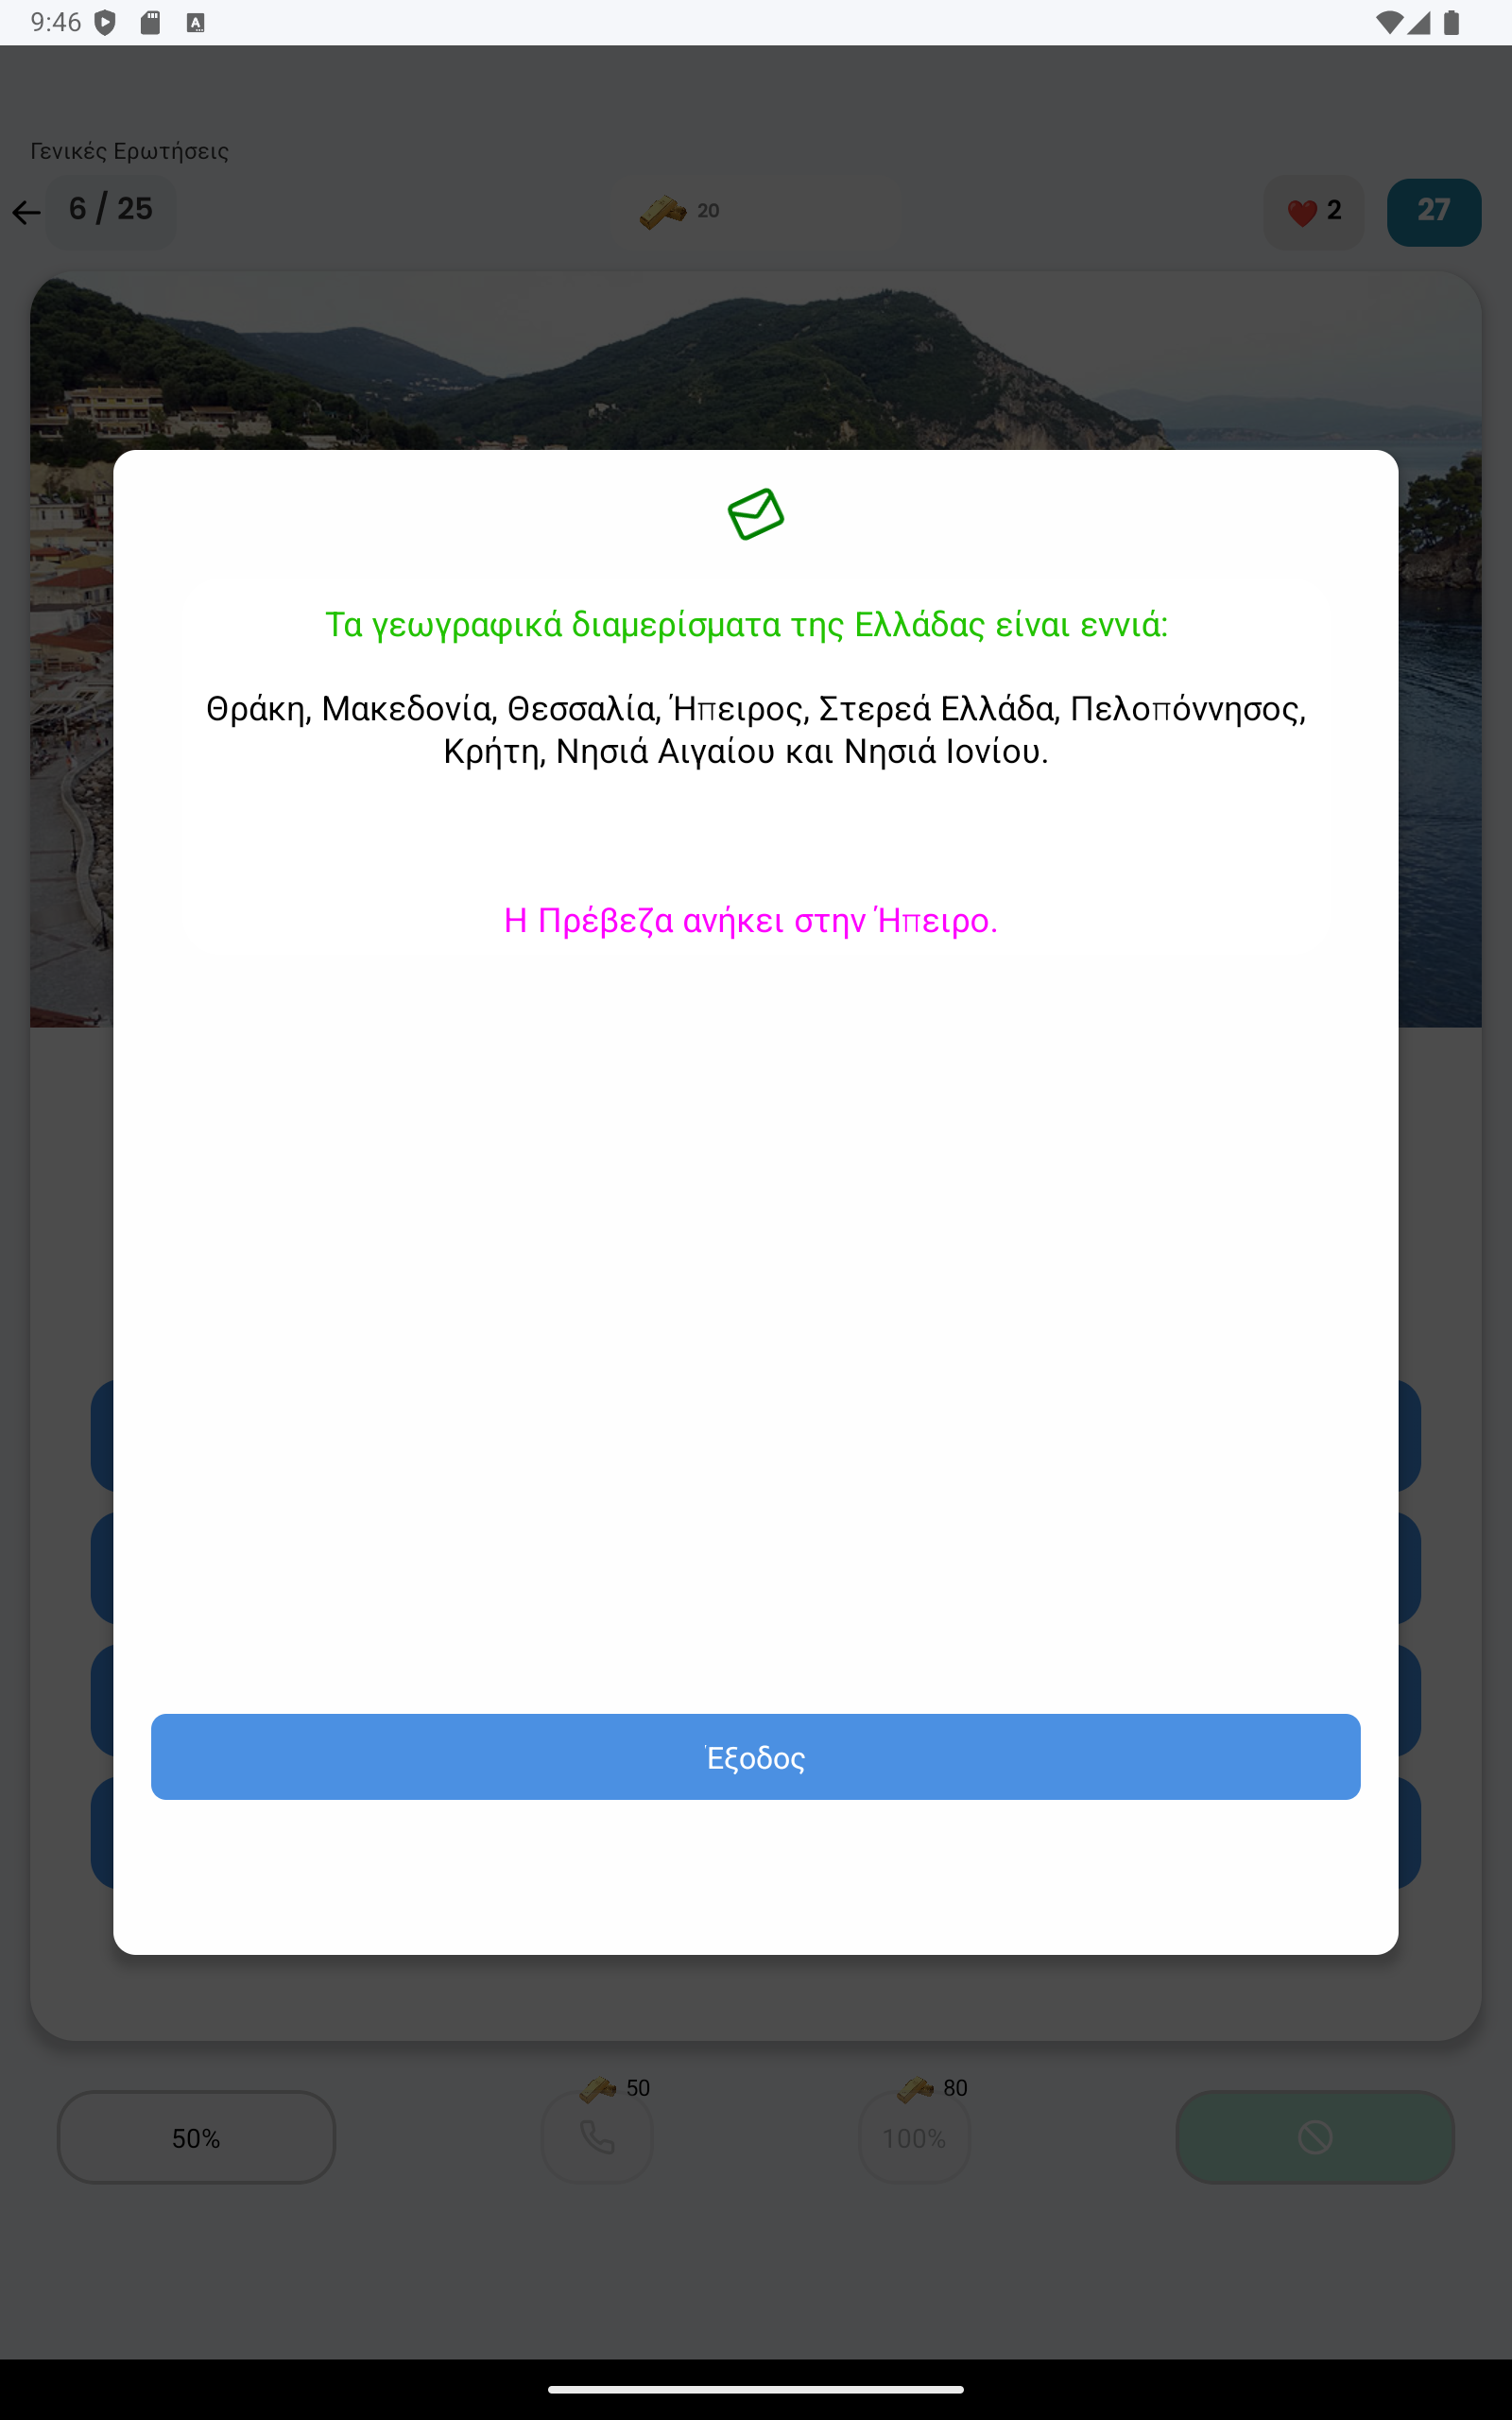 9:46
Γενικές Ερωτήσεις
6 / 25
20
2
27
Τα γεωγραφικά διαμερίσματα της Ελλάδας είναι εννιά:
Θράκη, Μακεδονία, Θεσσαλία, Ήπειρος, Στερεά Ελλάδα, Πελοπόννησος,
Κρήτη, Νησιά Αιγαίου και Νησιά Ιονίου.
Η Πρέβεζα ανήκει στην Ήπειρο.
Έξοδος
50
80
50%
100%